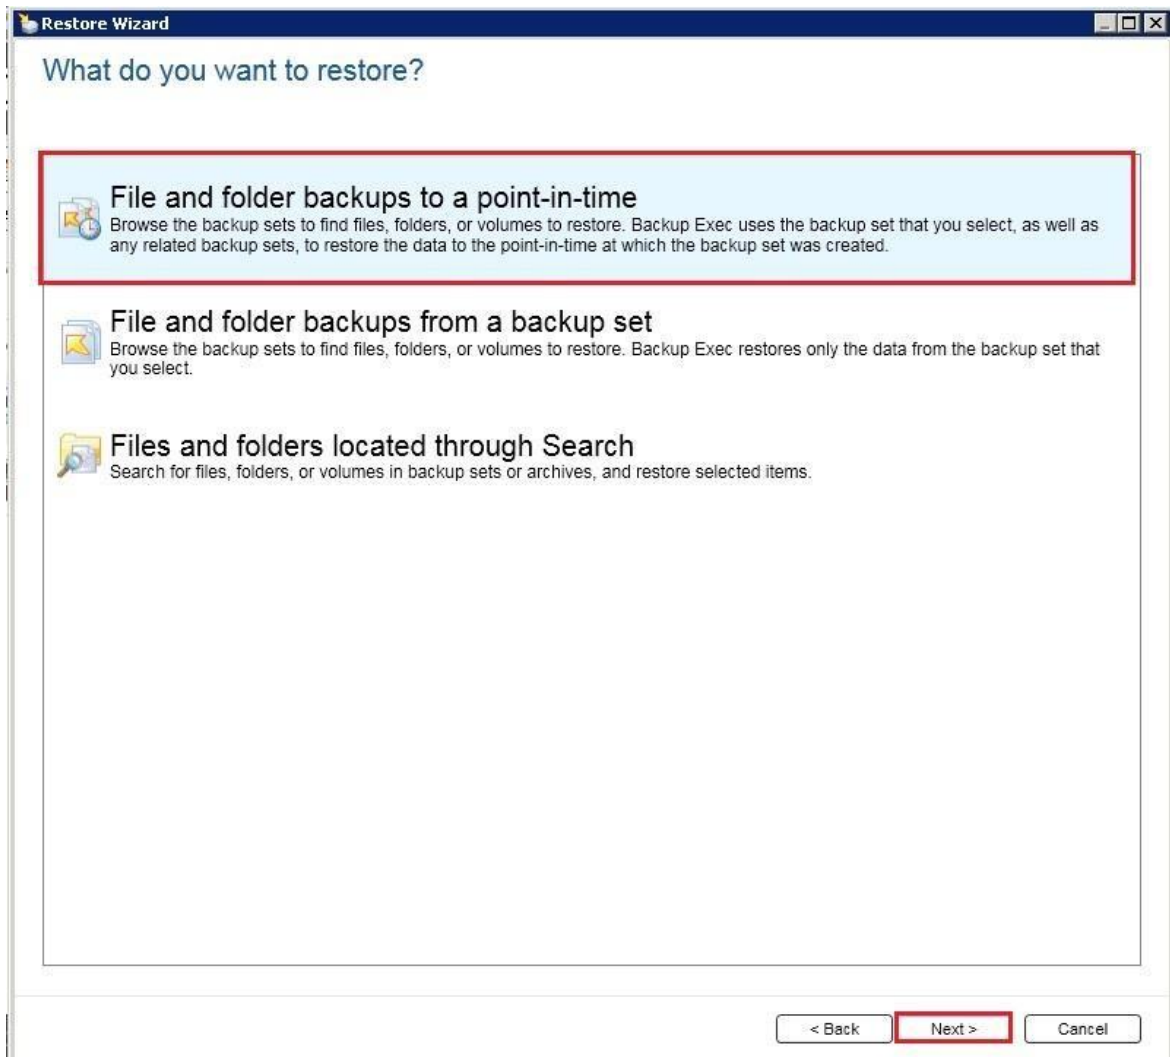 Restore Wizard
What do you want to restore?
File and folder backups to a point-in-time
Browse the backup sets to find files, folders, or volumes to restore. Backup Exec uses the backup set that you select, as well as
any related backup sets, to restore the data to the point-in-time at which the backup set was created.
File and folder backups from a backup set
Browse the backup sets to find files, folders, or volumes to restore. Backup Exec restores only the data from the backup set that
you select.
Files and folders located through Search
Search for files, folders, or volumes in backup sets or archives, and restore selected items.
< Back Next > Cancel